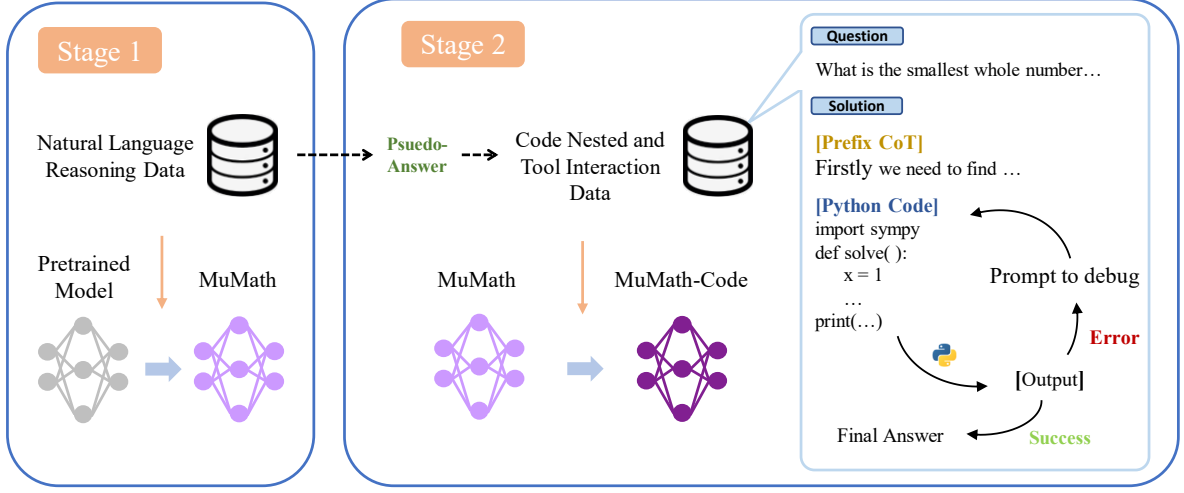 Stage 1
Natural Language
Reasoning Data
Pretrained
Model
MuMath
Stage 2
Psuedo-
Answer
Code Nested and
Tool Interaction
Data
MuMath
MuMath-Code
Question
What is the smallest whole number…
Solution
[Prefix CoT]
Firstly we need to find …
[Python Code]
import sympy
def solve( ):
x = 1
…
print(…)
Prompt to debug
Error
[Output]
Success
Final Answer